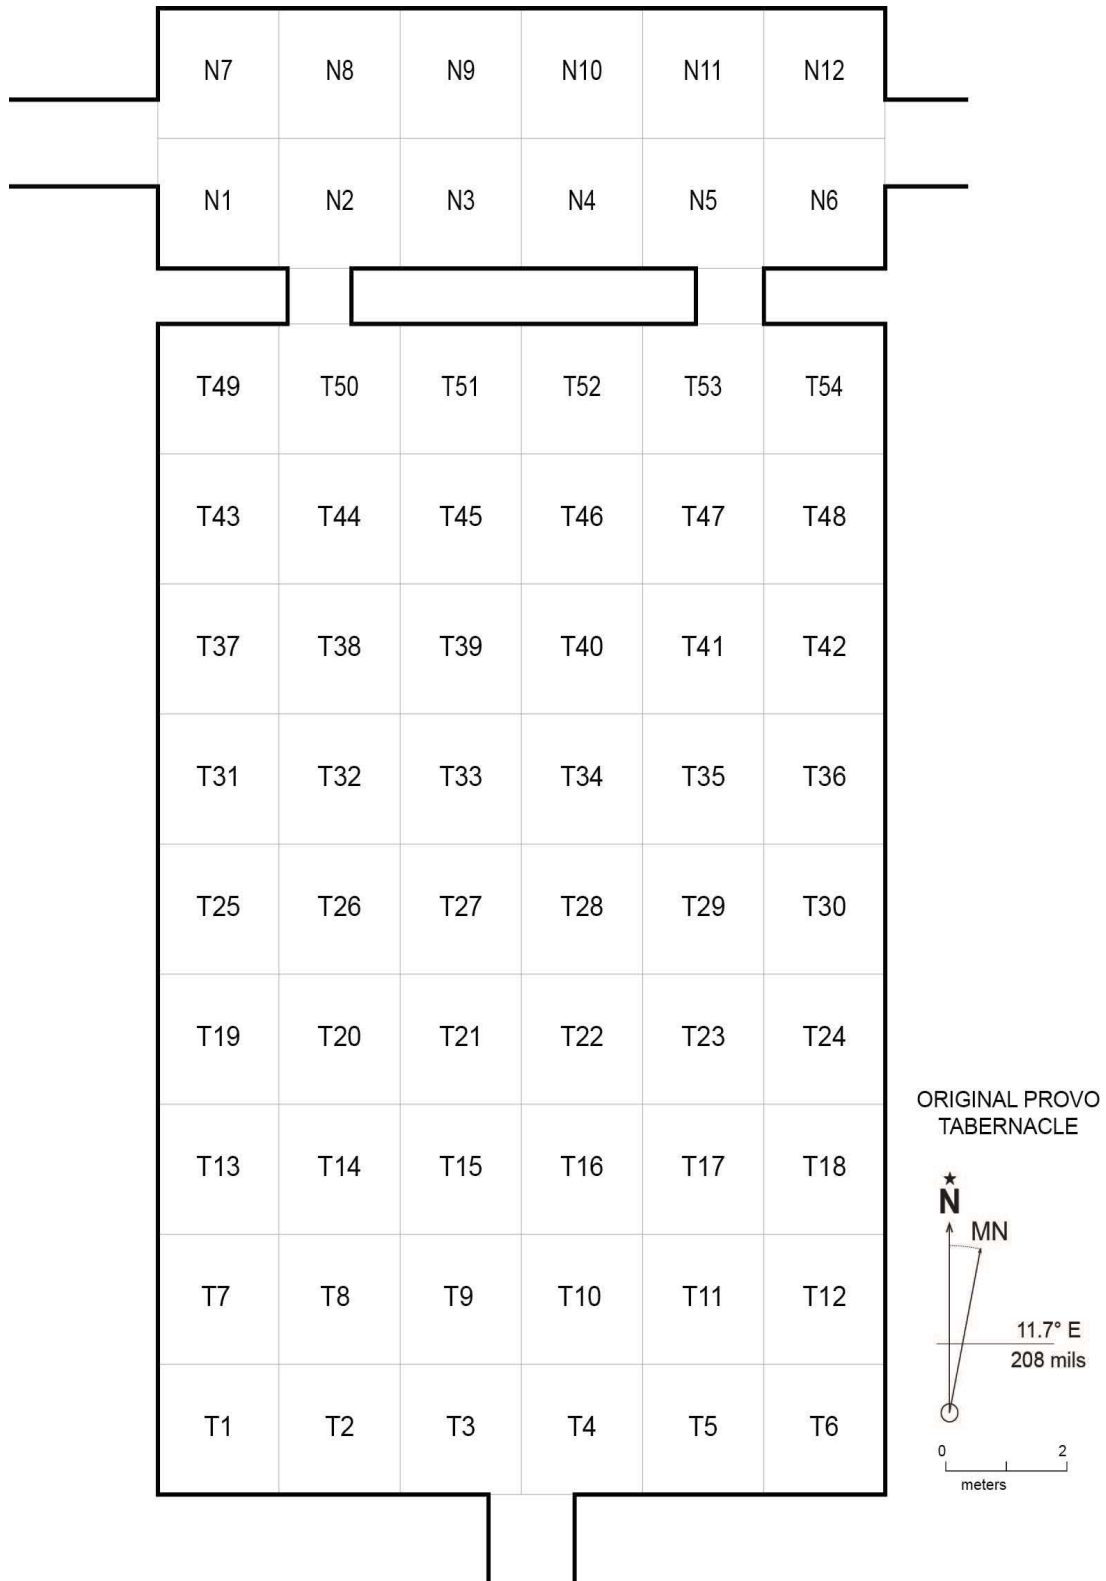 N7 N8 N9 N10 N11 N12
N1 N2 N3 N4 N5 N6
T49 T50 T51 T52 T53 T54
T43 T44 T45 T46 T47 T48
T37 T38 T39 T40 T41 T42
T31 T32 T33 T34 T35 T36
T25 T26 T27 T28 T29 T30
T19 T20 T21 T22 T23 T24
T13 T14 T15 T16 T17 T18
T7 T8 T9 T10 T11 T12
T1 T2 T3 T4 T5 T6
ORIGINAL PROVO
TABERNACLE
N
MN
11.7° E
208 mils
0 2
meters